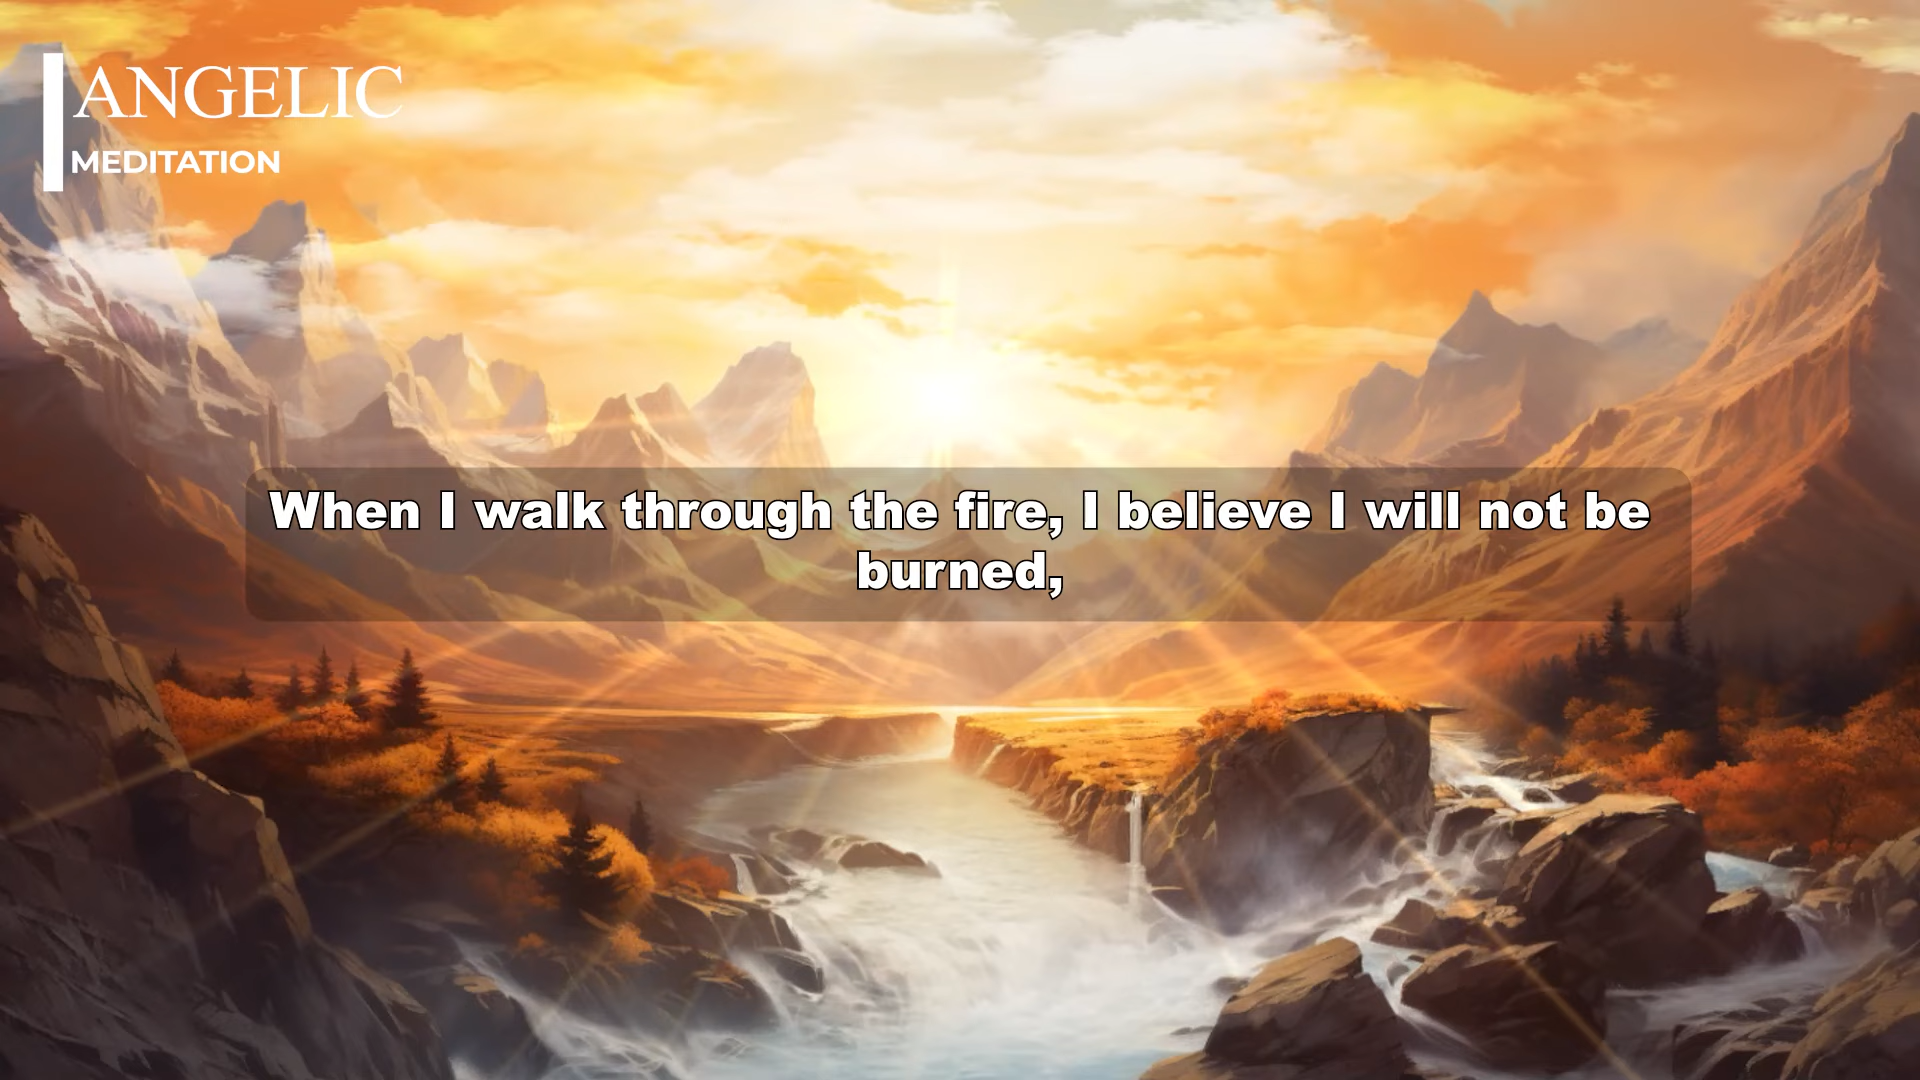 ANGELIC
MEDITATION
When I walk through the fire, I believe I will not be
burned,